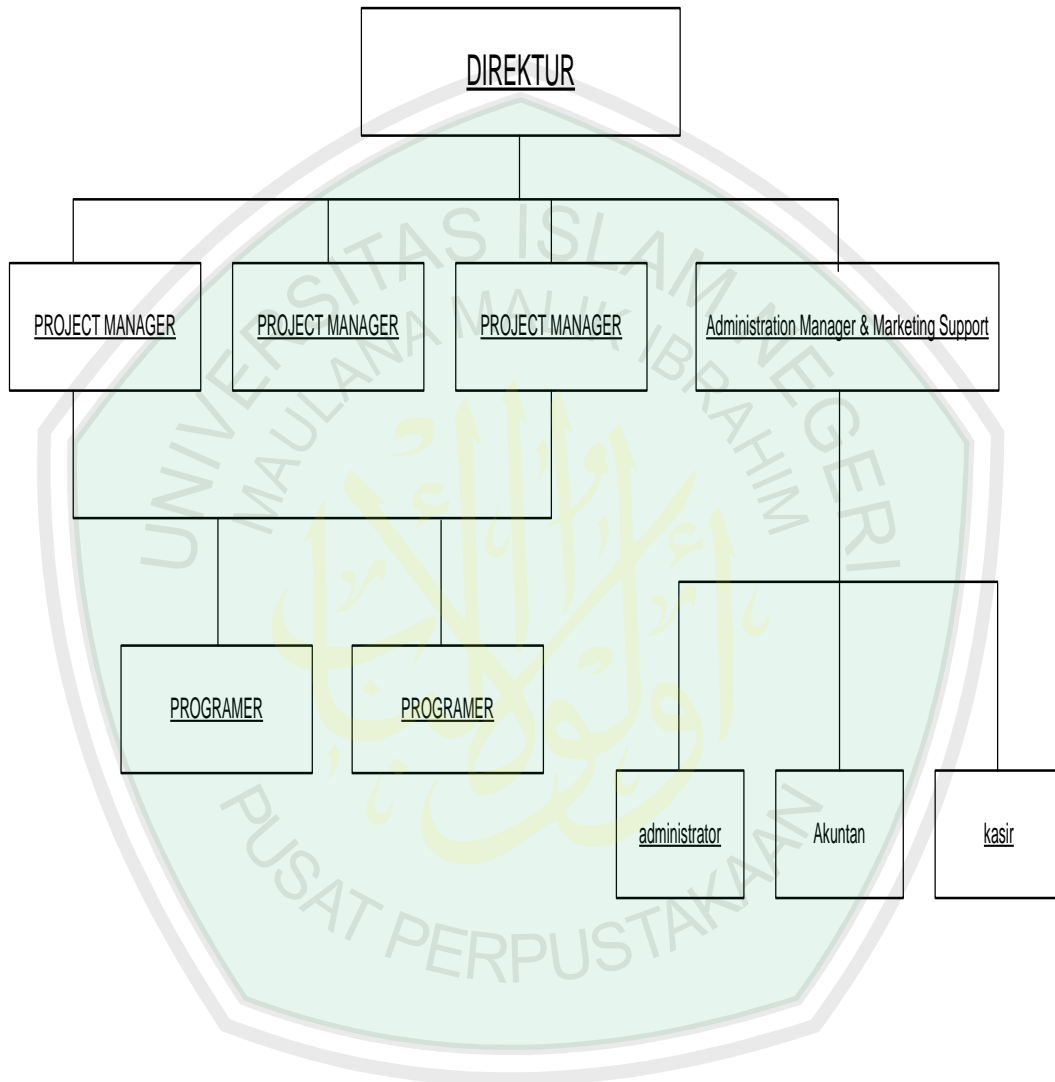 DIREKTUR
PROJECT MANAGER
PROJECT MANAGER
PROJECT MANAGER
Administration Manager & Marketing Support
PROGRAMER
PROGRAMER
administrator
Akuntan
kasir
UNIVERSITAS ISLAM NEGERI
MAULANA MALIK IBRAHIM
PUSAT PERPUSTAKAAN